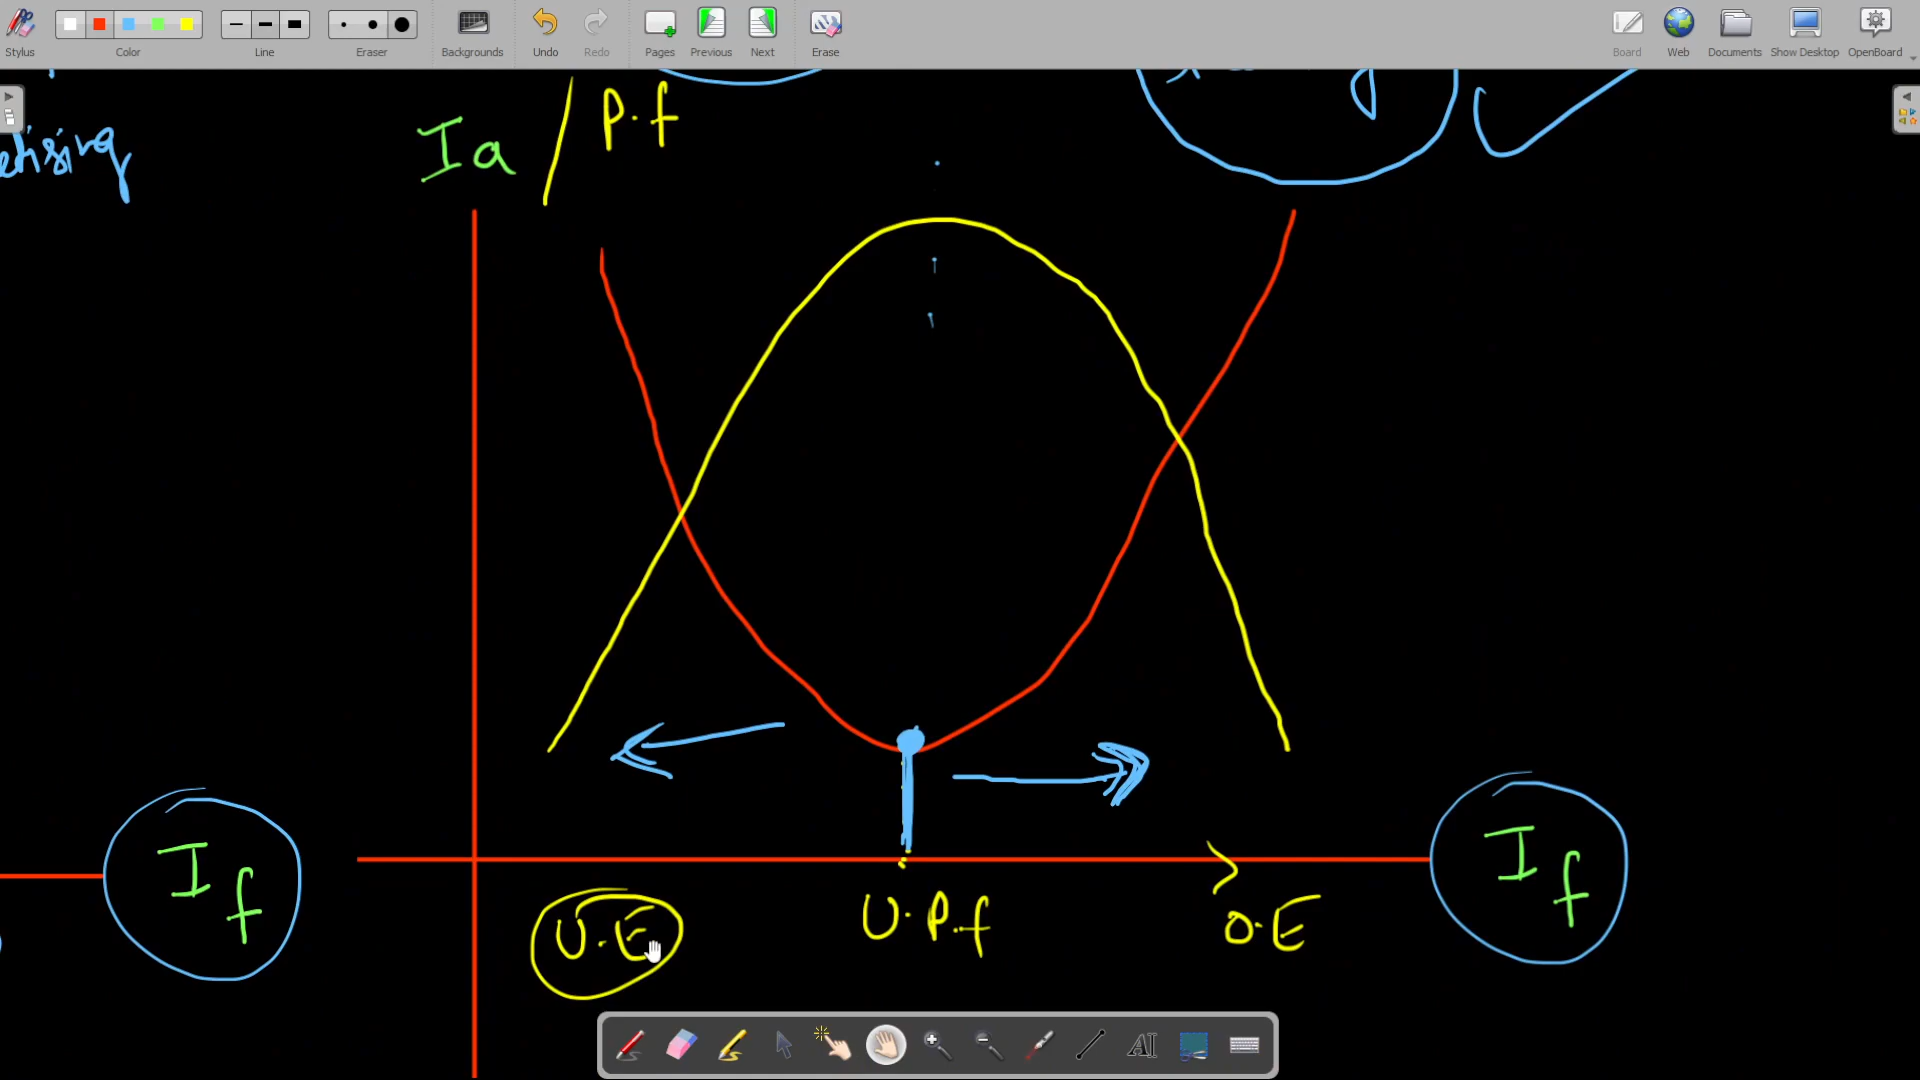 Stylus Color Line Eraser Backgrounds Undo Redo Pages Previous Next Erase Board Web Documents Show Desktop OpenBoard
Ia / P.f
If
If
U.E U.P.f O.E
AI